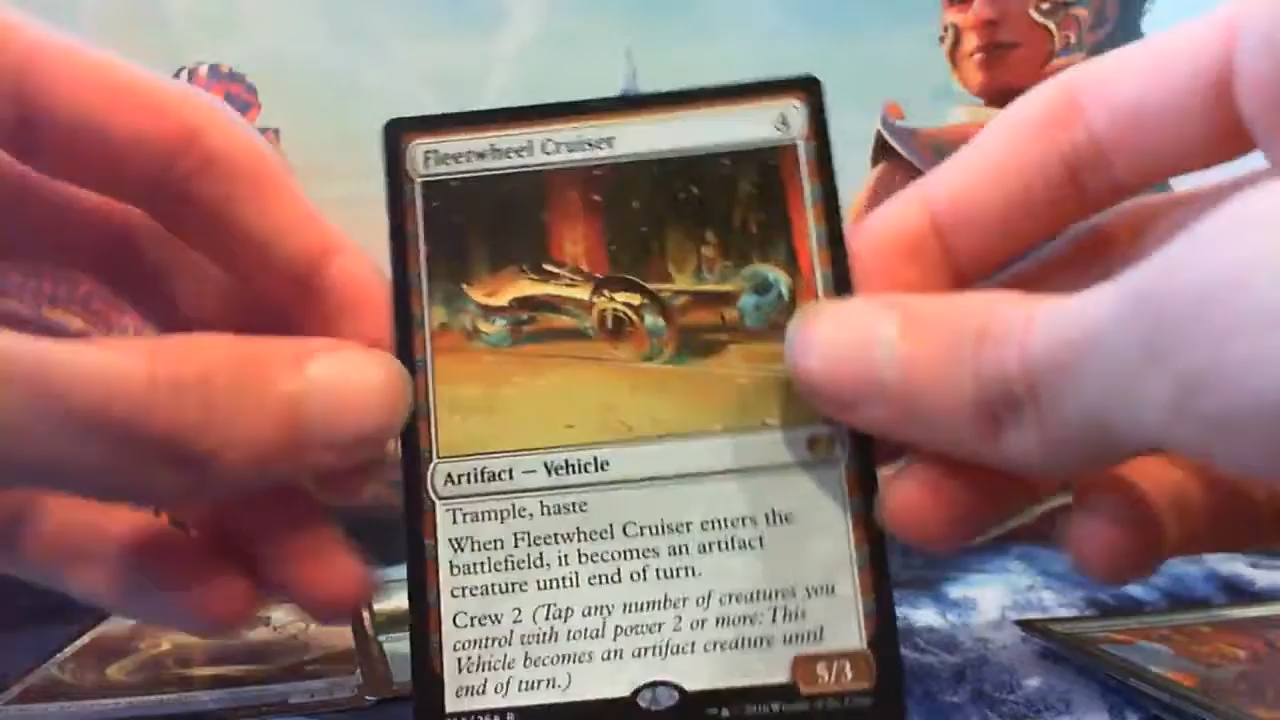 Fleetwheel Cruiser 4
Artifact — Vehicle
Trample, haste
When Fleetwheel Cruiser enters the
battlefield, it becomes an artifact
creature until end of turn.
Crew 2 (Tap any number of creatures you
control with total power 2 or more: This
Vehicle becomes an artifact creature until
end of turn.)
5/3